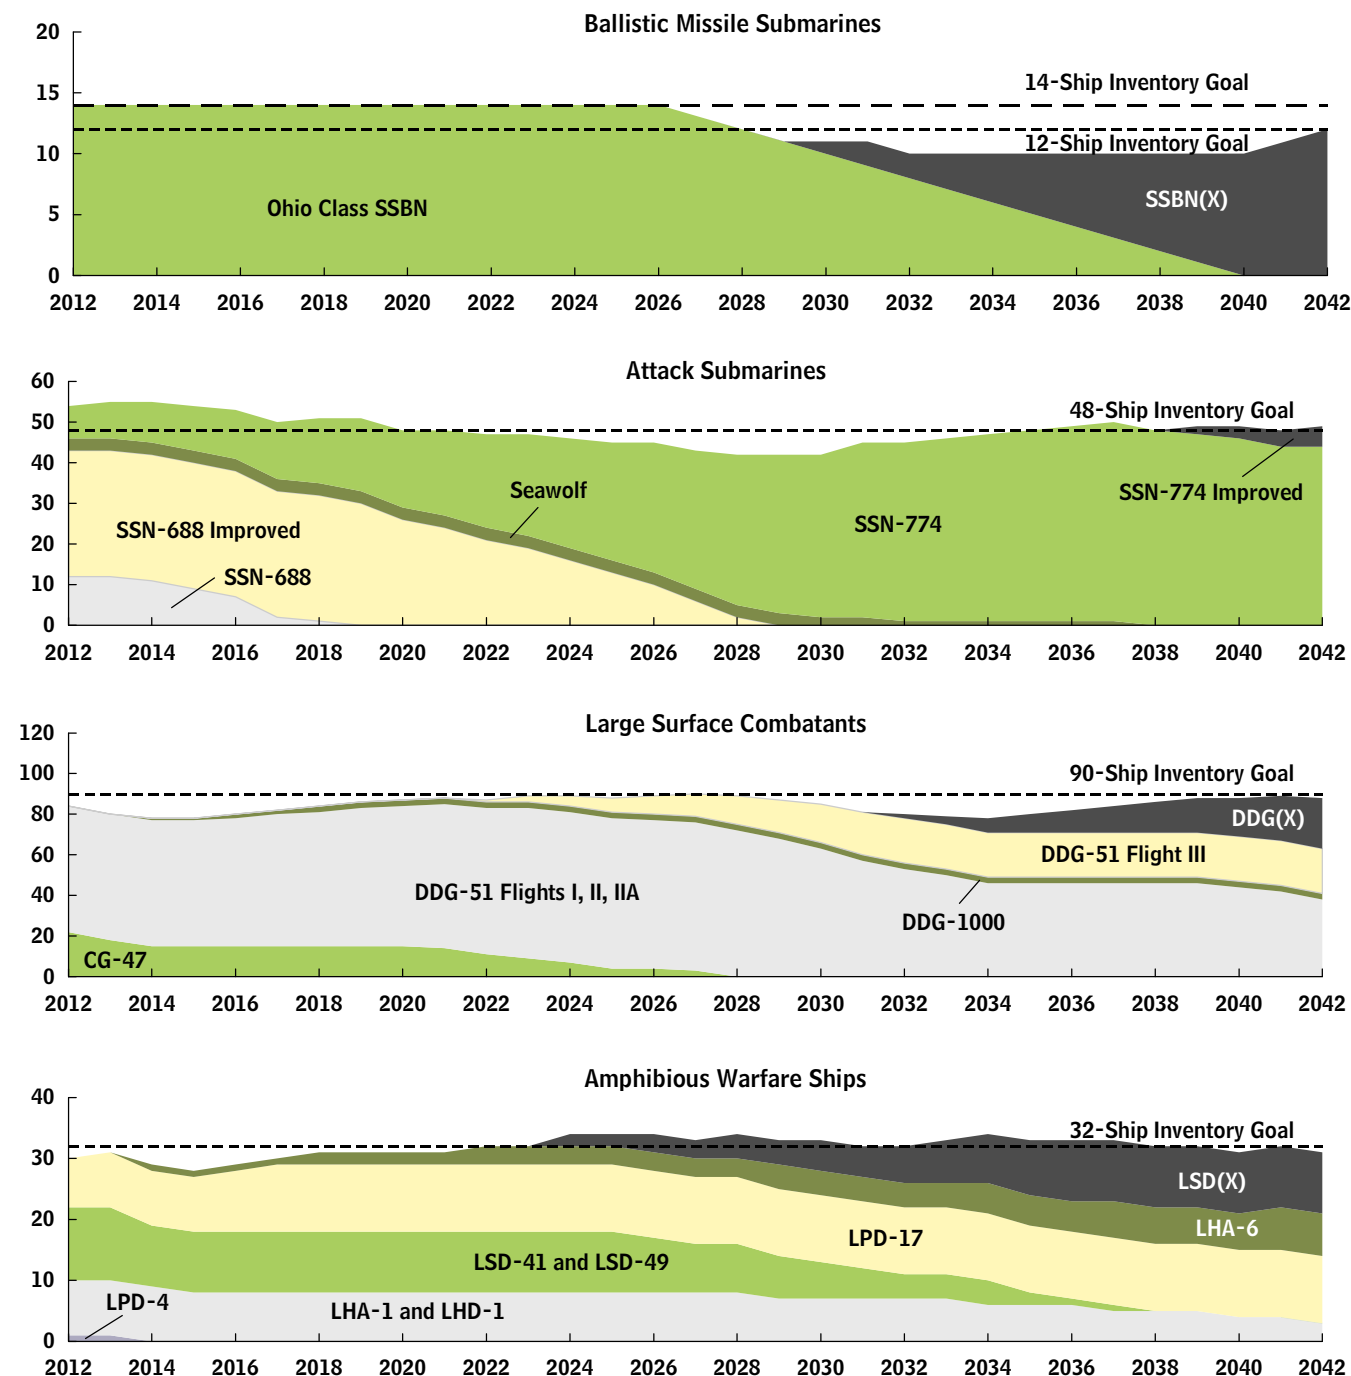 Ballistic Missile Submarines
20
15
10
5
0
14-Ship Inventory Goal
12-Ship Inventory Goal
SSBN(X)
Ohio Class SSBN
2012 2014 2016 2018 2020 2022 2024 2026 2028 2030 2032 2034 2036 2038 2040 2042
Attack Submarines
60
50
40
30
20
10
0
48-Ship Inventory Goal
Seawolf
SSN-774 Improved
SSN-774
SSN-688 Improved
SSN-688
2012 2014 2016 2018 2020 2022 2024 2026 2028 2030 2032 2034 2036 2038 2040 2042
Large Surface Combatants
120
100
80
60
40
20
0
90-Ship Inventory Goal
DDG(X)
DDG-51 Flight III
DDG-51 Flights I, II, IIA
DDG-1000
CG-47
2012 2014 2016 2018 2020 2022 2024 2026 2028 2030 2032 2034 2036 2038 2040 2042
Amphibious Warfare Ships
40
30
20
10
0
32-Ship Inventory Goal
LSD(X)
LHA-6
LPD-17
LSD-41 and LSD-49
LPD-4
LHA-1 and LHD-1
2012 2014 2016 2018 2020 2022 2024 2026 2028 2030 2032 2034 2036 2038 2040 2042